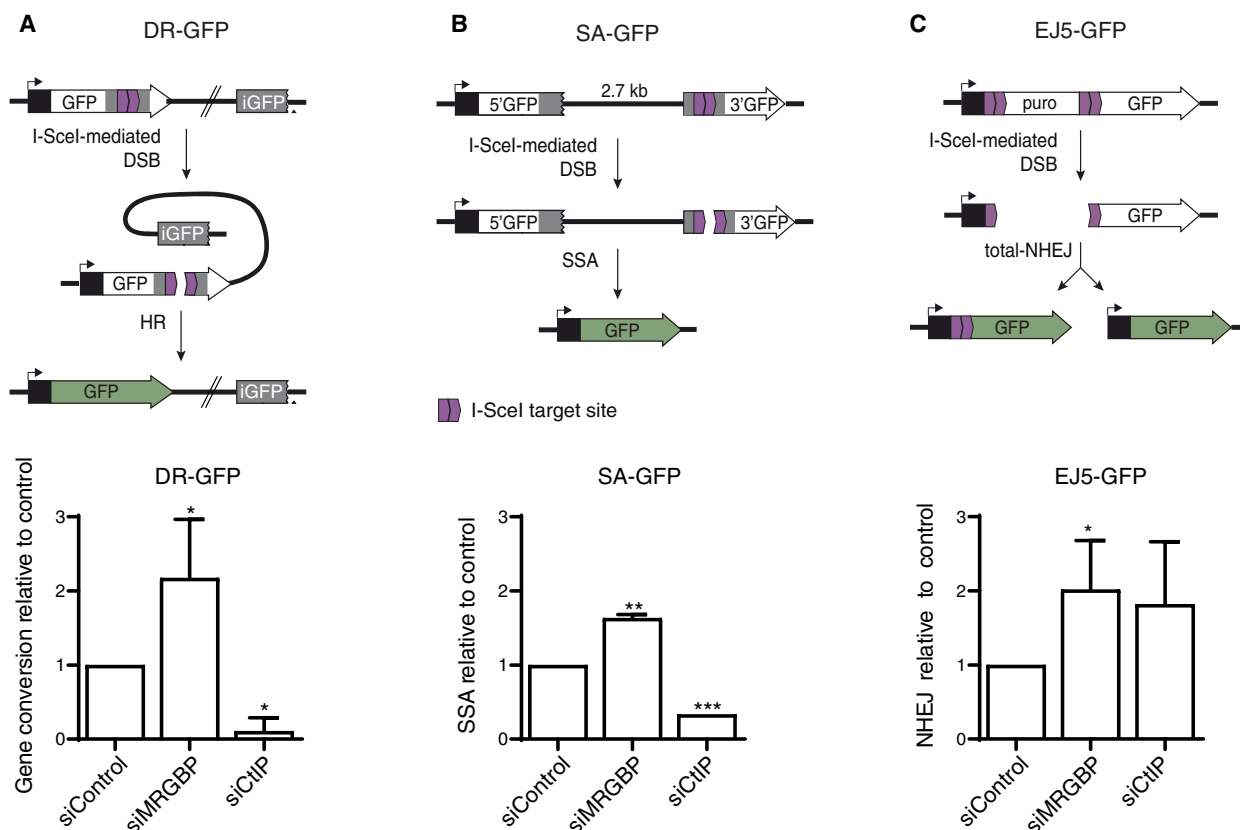 A
DR-GFP
GFP
iGFP
I-SceI-mediated
DSB
iGFP
GFP
HR
GFP
iGFP
B
SA-GFP
2.7 kb
5'GFP
3'GFP
I-SceI-mediated
DSB
5'GFP
3'GFP
SSA
GFP
I-SceI target site
C
EJ5-GFP
puro
GFP
I-SceI-mediated
DSB
GFP
total-NHEJ
GFP
GFP
DR-GFP
Gene conversion relative to control
3
2
1
0
*
*
siControl
siMRGBP
siCtIP
SA-GFP
SSA relative to control
3
2
1
0
**
***
siControl
siMRGBP
siCtIP
EJ5-GFP
NHEJ relative to control
3
2
1
0
*
siControl
siMRGBP
siCtIP